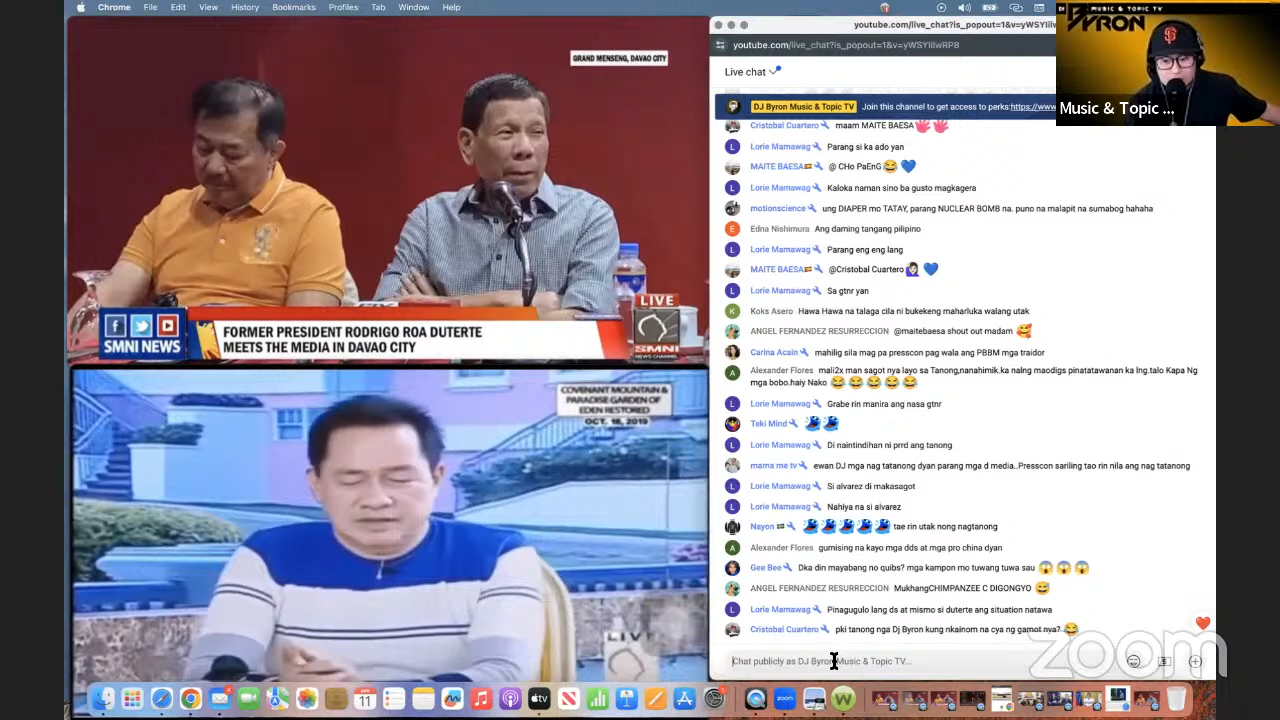 Chrome File Edit View History Bookmarks Profiles Tab Window Help
GRAND MENSENG, DAVAO CITY
LIVE
SMNI
NEWS CHANNEL
SMNI NEWS
FORMER PRESIDENT RODRIGO ROA DUTERTE
MEETS THE MEDIA IN DAVAO CITY
COVENANT MOUNTAIN &
PARADISE GARDEN OF
EDEN RESTORED
OCT. 16, 2019
LIVE
youtube.com/live_chat?is_popout=1&v=yWSYIilwRP8
Live chat
DJ Byron Music & Topic TV Join this channel to get access to perks:https://www
Cristobal Cuartero maam MAITE BAESA
Lorie Mamawag Parang si ka ado yan
MAITE BAESA @ CHo PaEnG
Lorie Mamawag Kaloka naman sino ba gusto magkagera
motionscience ung DIAPER mo TATAY, parang NUCLEAR BOMB na. puno na malapit na sumabog hahaha
Edna Nishimura Ang daming tangang pilipino
Lorie Mamawag Parang eng eng lang
MAITE BAESA @Cristobal Cuartero
Lorie Mamawag Sa gtnr yan
Koks Asero Hawa Hawa na talaga cila ni bukekeng maharluka walang utak
ANGEL FERNANDEZ RESURRECCION @maitebaesa shout out madam
Carina Acain mahilig sila mag pa presscon pag wala ang PBBM mga traidor
Alexander Flores mali2x man sagot nya layo sa Tanong,nanahimik.ka nalng maodigs pinatatawanan ka lng.talo Kapa Ng
mga bobo.haiy Nako
Lorie Mamawag Grabe rin manira ang nasa gtnr
Teki Mind
Lorie Mamawag Di naintindihan ni prrd ang tanong
mama me tv ewan DJ mga nag tatanong dyan parang mga d media..Presscon sariling tao rin nila ang nag tatanong
Lorie Mamawag Si alvarez di makasagot
Lorie Mamawag Nahiya na si alvarez
Nayon tae rin utak nong nagtanong
Alexander Flores gumising na kayo mga dds at mga pro china dyan
Gee Bee Dka din mayabang no quibs? mga kampon mo tuwang tuwa sau
ANGEL FERNANDEZ RESURRECCION MukhangCHIMPANZEE C DIGONGYO
Lorie Mamawag Pinagugulo lang ds at mismo si duterte ang situation natawa
Cristobal Cuartero pki tanong nga Dj Byron kung nkainom na cya ng gamot nya?
Chat publicly as DJ Byron Music & Topic TV...
MUSIC & TOPIC TV
BYRON
Music & Topic ...
zoom
APR
11
zoom